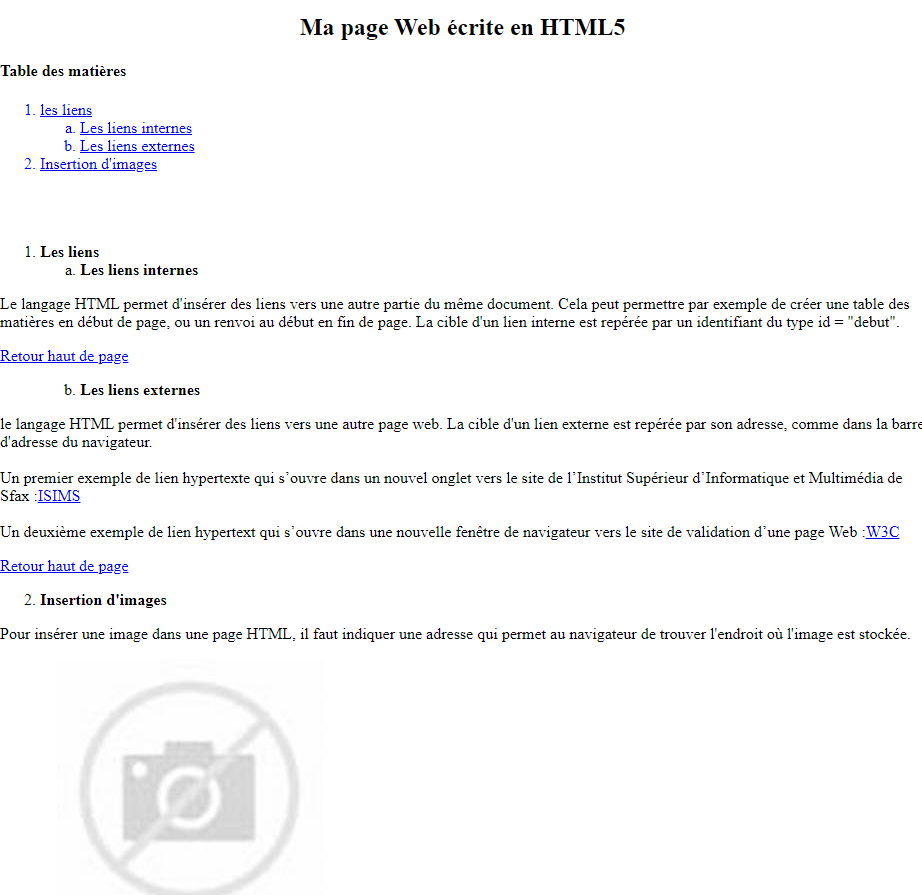 Ma page Web écrite en HTML5
Table des matières
1. les liens
a. Les liens internes
b. Les liens externes
2. Insertion d'images
1. Les liens
a. Les liens internes
Le langage HTML permet d'insérer des liens vers une autre partie du même document. Cela peut permettre par exemple de créer une table des
matières en début de page, ou un renvoi au début en fin de page. La cible d'un lien interne est repérée par un identifiant du type id = "debut".
Retour haut de page
b. Les liens externes
le langage HTML permet d'insérer des liens vers une autre page web. La cible d'un lien externe est repérée par son adresse, comme dans la barre
d'adresse du navigateur.
Un premier exemple de lien hypertexte qui s’ouvre dans un nouvel onglet vers le site de l’Institut Supérieur d’Informatique et Multimédia de
Sfax :ISIMS
Un deuxième exemple de lien hypertext qui s’ouvre dans une nouvelle fenêtre de navigateur vers le site de validation d’une page Web :W3C
Retour haut de page
2. Insertion d'images
Pour insérer une image dans une page HTML, il faut indiquer une adresse qui permet au navigateur de trouver l'endroit où l'image est stockée.